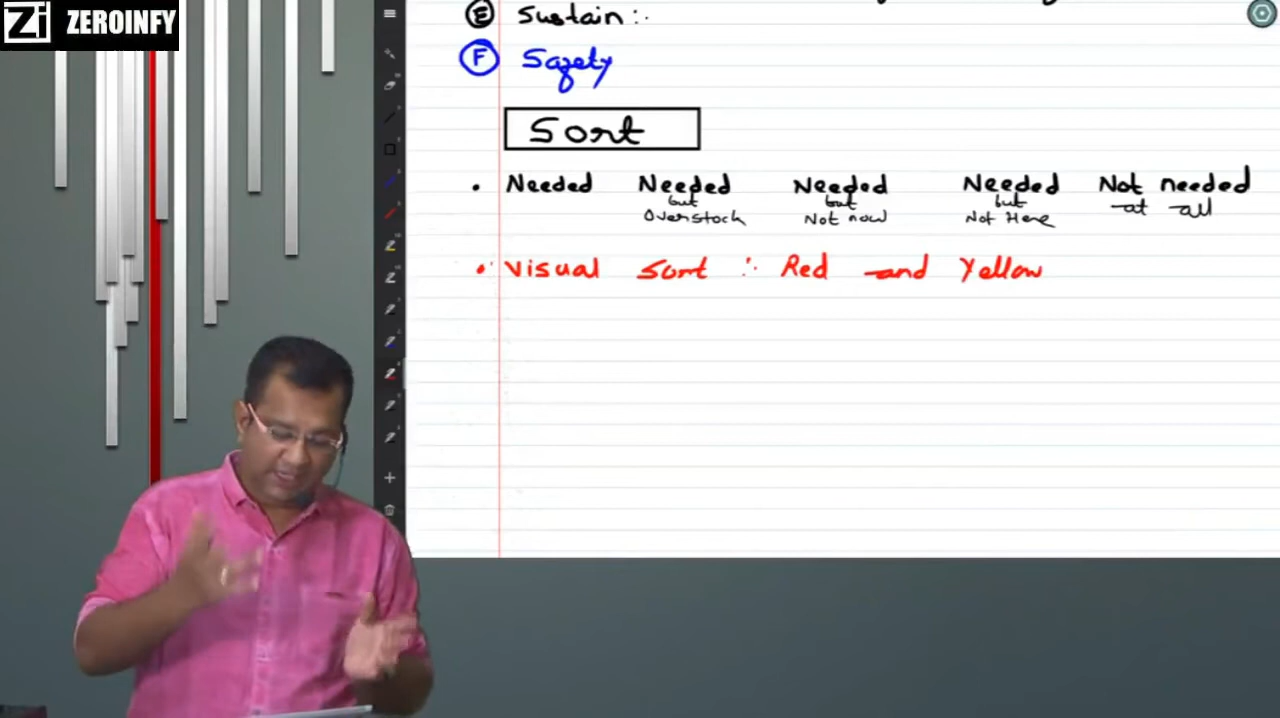 Zi ZEROINFY
E Sustain :.
F Safety
Sort
. Needed Needed Needed Needed Not needed
but but but at all
Overstock Not now Not Here
. Visual Sort : Red and Yellow